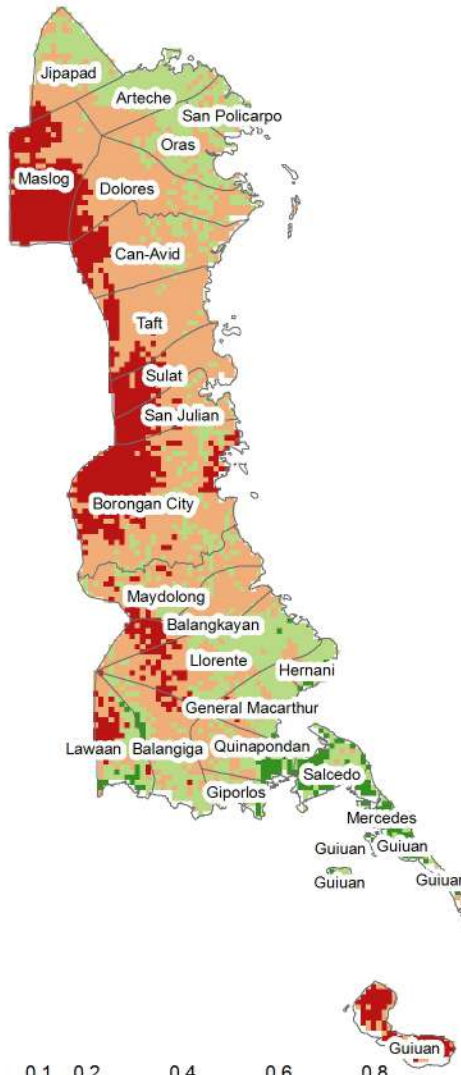 Jipapad
Arteche
San Policarpo
Oras
Maslog
Dolores
Can-Avid
Taft
Sulat
San Julian
Borongan City
Maydolong
Balangkayan
Llorente
Hernani
General Macarthur
Lawaan
Balangiga
Quinapondan
Salcedo
Giporlos
Mercedes
Guiuan
Guiuan
Guiuan
Guiuan
Guiuan
0.1 0.2 0.4 0.6 0.8